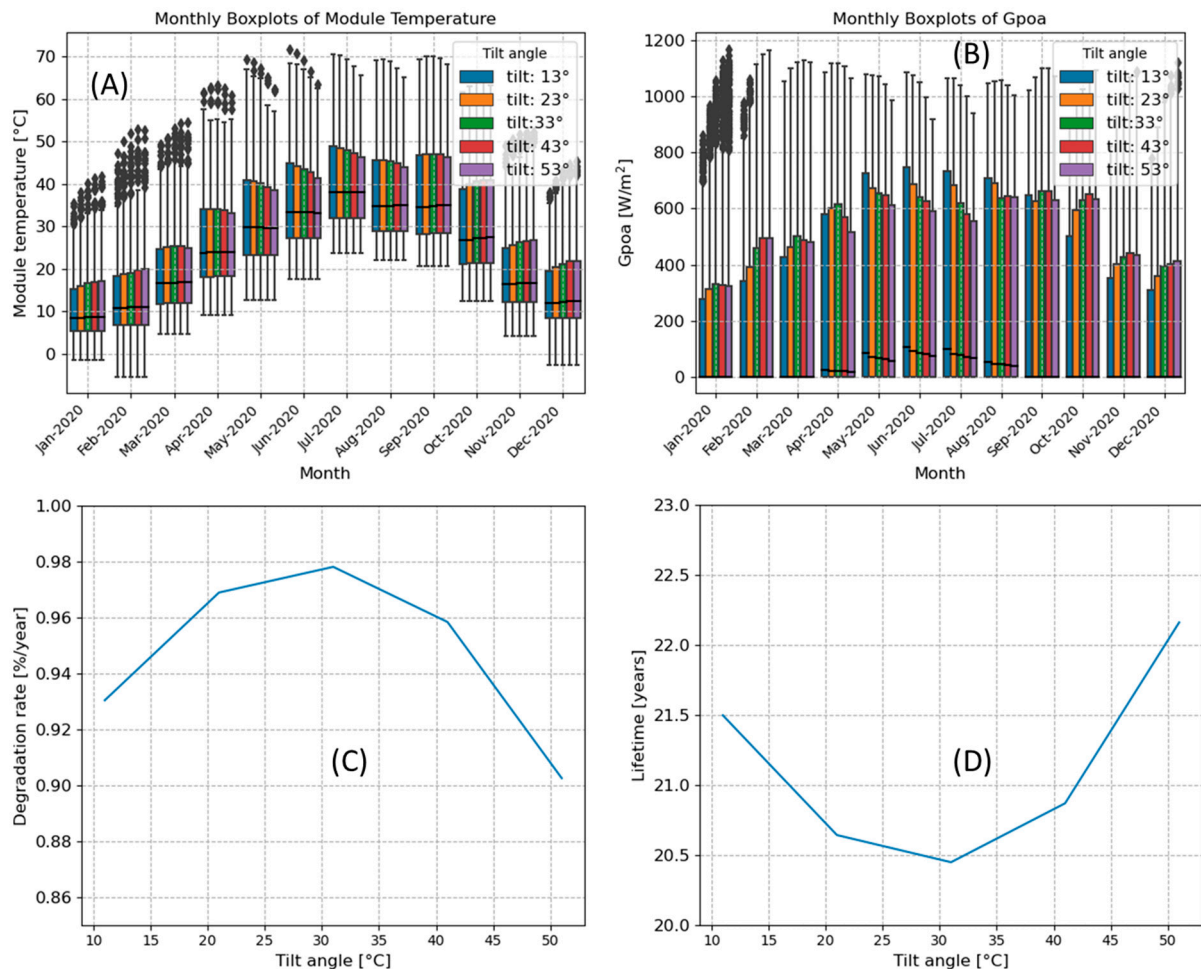 Monthly Boxplots of Module Temperature
(A)
Tilt angle
tilt: 13°
tilt: 23°
tilt:33°
tilt: 43°
tilt: 53°
Module temperature [°C]
70
60
50
40
30
20
10
0
Jan-2020
Feb-2020
Mar-2020
Apr-2020
May-2020
Jun-2020
Jul-2020
Aug-2020
Sep-2020
Oct-2020
Nov-2020
Dec-2020
Month
Monthly Boxplots of Gpoa
(B)
Tilt angle
tilt: 13°
tilt: 23°
tilt:33°
tilt: 43°
tilt: 53°
Gpoa [W/m²]
1200
1000
800
600
400
200
0
Jan-2020
Feb-2020
Mar-2020
Apr-2020
May-2020
Jun-2020
Jul-2020
Aug-2020
Sep-2020
Oct-2020
Nov-2020
Dec-2020
Month
Degradation rate [%/year]
1.00
0.98
0.96
0.94
0.92
0.90
0.88
0.86
(C)
10 15 20 25 30 35 40 45 50
Tilt angle [°C]
Lifetime [years]
23.0
22.5
22.0
21.5
21.0
20.5
20.0
(D)
10 15 20 25 30 35 40 45 50
Tilt angle [°C]